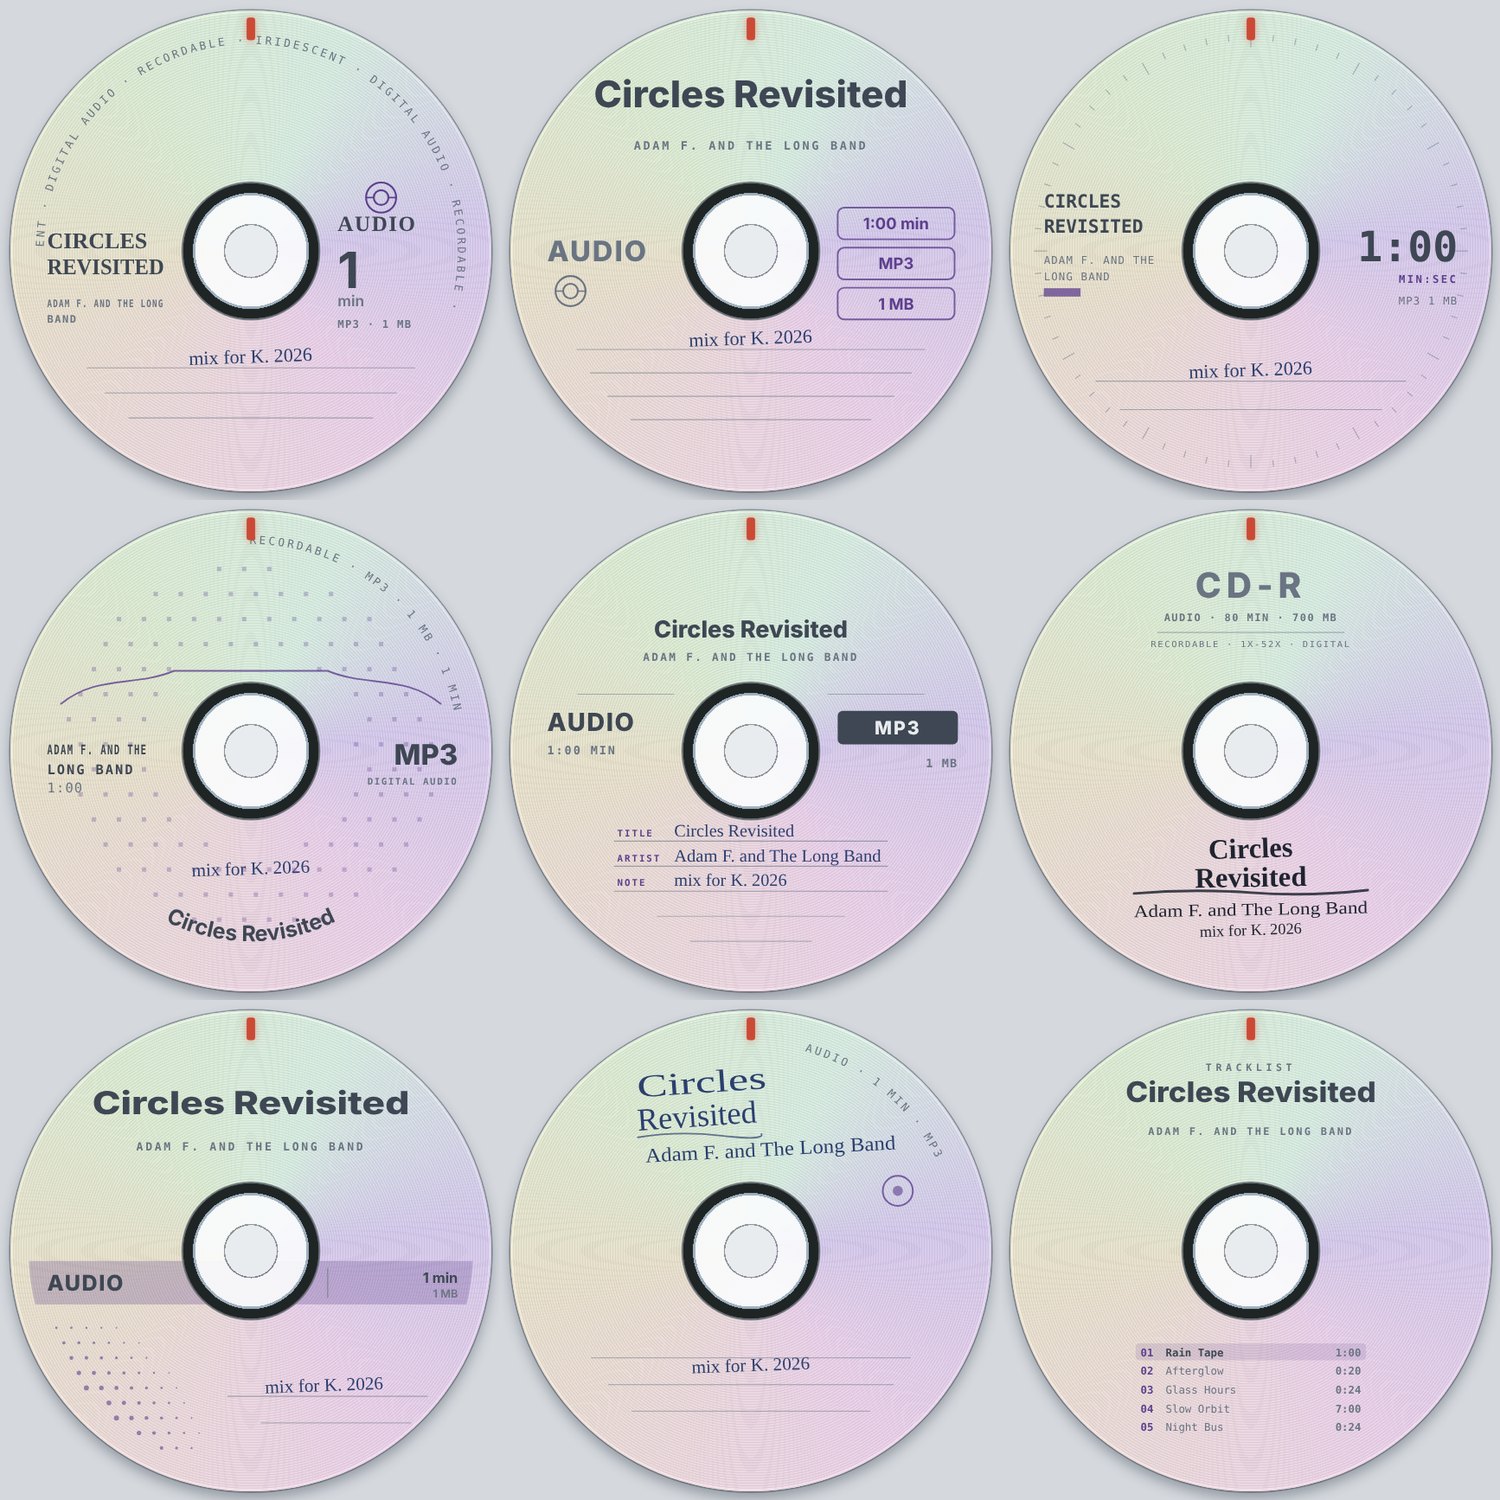 ENT · DIGITAL AUDIO · RECORDABLE · IRIDESCENT · DIGITAL AUDIO · RECORDABLE ·
CIRCLES
REVISITED
ADAM F. AND THE LONG
BAND
AUDIO
1
min
MP3 · 1 MB
mix for K. 2026
Circles Revisited
ADAM F. AND THE LONG BAND
AUDIO
1:00 min
MP3
1 MB
mix for K. 2026
CIRCLES
REVISITED
ADAM F. AND THE
LONG BAND
1:00
MIN:SEC
MP3 1 MB
mix for K. 2026
RECORDABLE · MP3 · 1 MB · 1 MIN
ADAM F. AND THE
LONG BAND
1:00
MP3
DIGITAL AUDIO
mix for K. 2026
Circles Revisited
Circles Revisited
ADAM F. AND THE LONG BAND
AUDIO
1:00 MIN
MP3
1 MB
TITLE Circles Revisited
ARTIST Adam F. and The Long Band
NOTE mix for K. 2026
CD-R
AUDIO · 80 MIN · 700 MB
RECORDABLE · 1X-52X · DIGITAL
Circles
Revisited
Adam F. and The Long Band
mix for K. 2026
Circles Revisited
ADAM F. AND THE LONG BAND
AUDIO
1 min
1 MB
mix for K. 2026
AUDIO · 1 MIN · MP3
Circles
Revisited
Adam F. and The Long Band
mix for K. 2026
TRACKLIST
Circles Revisited
ADAM F. AND THE LONG BAND
01 Rain Tape 1:00
02 Afterglow 0:20
03 Glass Hours 0:24
04 Slow Orbit 7:00
05 Night Bus 0:24